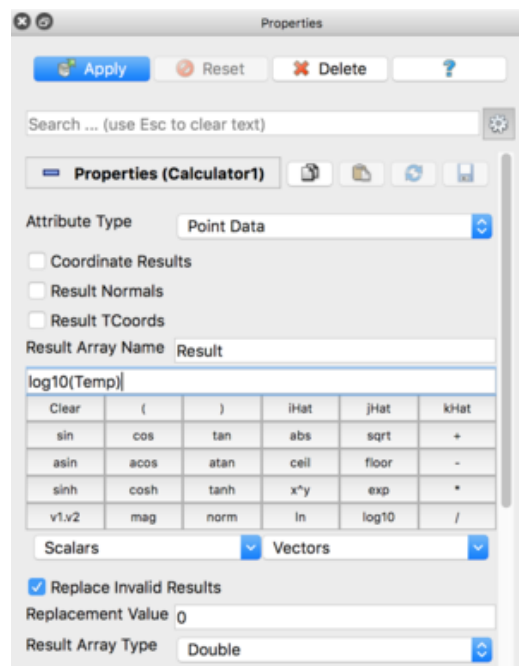 Properties
Apply Reset Delete ?
Search ... (use Esc to clear text)
Properties (Calculator1)
Attribute Type Point Data
Coordinate Results
Result Normals
Result TCoords
Result Array Name Result
log10(Temp)
Clear ( ) iHat jHat kHat
sin cos tan abs sqrt +
asin acos atan ceil floor -
sinh cosh tanh x^y exp *
v1.v2 mag norm ln log10 /
Scalars Vectors
Replace Invalid Results
Replacement Value 0
Result Array Type Double